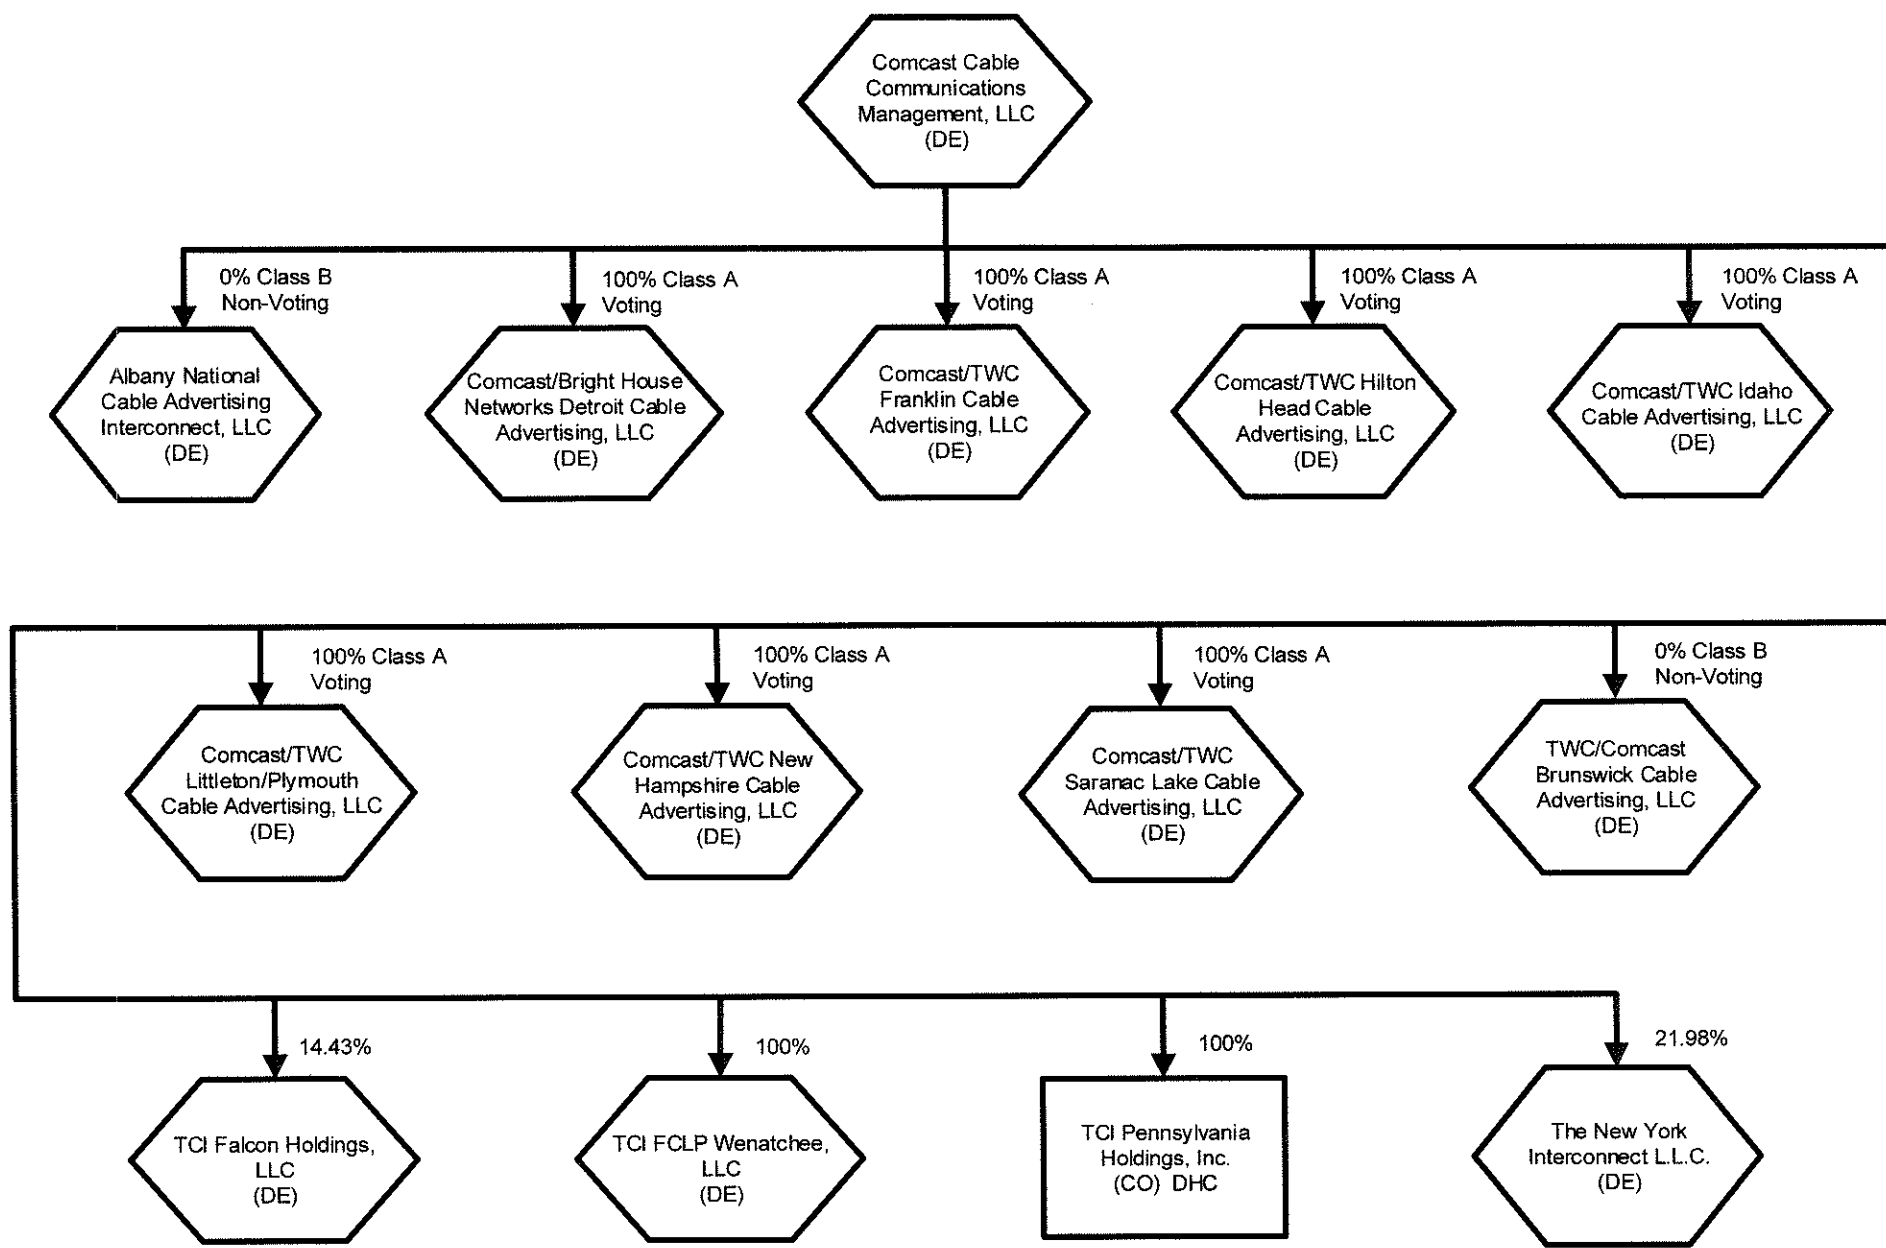 Comcast Cable
Communications
Management, LLC
(DE)
0% Class B
Non-Voting
100% Class A
Voting
100% Class A
Voting
100% Class A
Voting
100% Class A
Voting
Albany National
Cable Advertising
Interconnect, LLC
(DE)
Comcast/Bright House
Networks Detroit Cable
Advertising, LLC
(DE)
Comcast/TWC
Franklin Cable
Advertising, LLC
(DE)
Comcast/TWC Hilton
Head Cable
Advertising, LLC
(DE)
Comcast/TWC Idaho
Cable Advertising, LLC
(DE)
100% Class A
Voting
100% Class A
Voting
100% Class A
Voting
0% Class B
Non-Voting
Comcast/TWC
Littleton/Plymouth
Cable Advertising, LLC
(DE)
Comcast/TWC New
Hampshire Cable
Advertising, LLC
(DE)
Comcast/TWC
Saranac Lake Cable
Advertising, LLC
(DE)
TWC/Comcast
Brunswick Cable
Advertising, LLC
(DE)
14.43%
100%
100%
21.98%
TCI Falcon Holdings,
LLC
(DE)
TCI FCLP Wenatchee,
LLC
(DE)
TCI Pennsylvania
Holdings, Inc.
(CO) DHC
The New York
Interconnect L.L.C.
(DE)